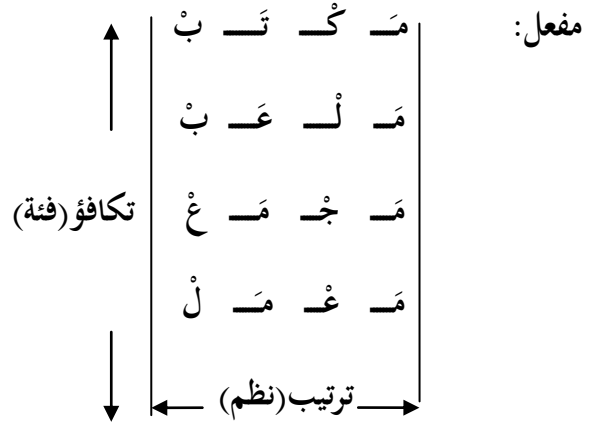 مفعل: مَـ كْـ تَـ بْ
مَـ لْـ عَـ بْ
مَـ جْـ مَـ عْ تكافؤ(فئة)
مَـ عْـ مَـ لْ
ترتيب(نظم)